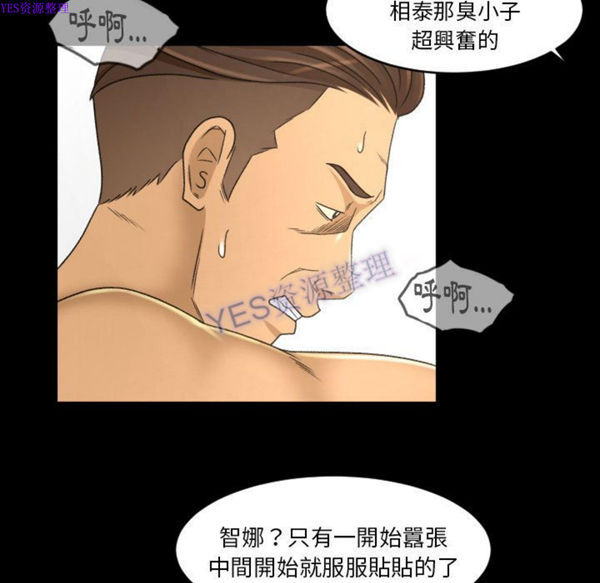 YES资源整理
呼啊...
相泰那臭小子
超興奮的
YES资源整理
呼啊...
智娜？只有一開始囂張
中間開始就服服貼貼的了